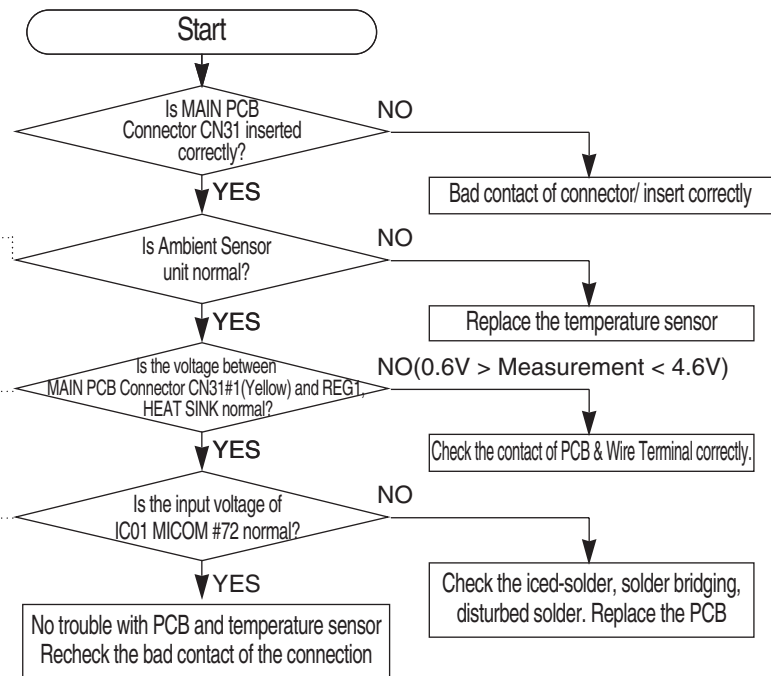 Start
Is MAIN PCB
Connector CN31 inserted
correctly?
NO
Bad contact of connector/ insert correctly
YES
Is Ambient Sensor
unit normal?
NO
Replace the temperature sensor
YES
Is the voltage between
MAIN PCB Connector CN31#1(Yellow) and REG1,
HEAT SINK normal?
NO(0.6V > Measurement < 4.6V)
Check the contact of PCB & Wire Terminal correctly.
YES
Is the input voltage of
IC01 MICOM #72 normal?
NO
Check the iced-solder, solder bridging,
disturbed solder. Replace the PCB
YES
No trouble with PCB and temperature sensor
Recheck the bad contact of the connection